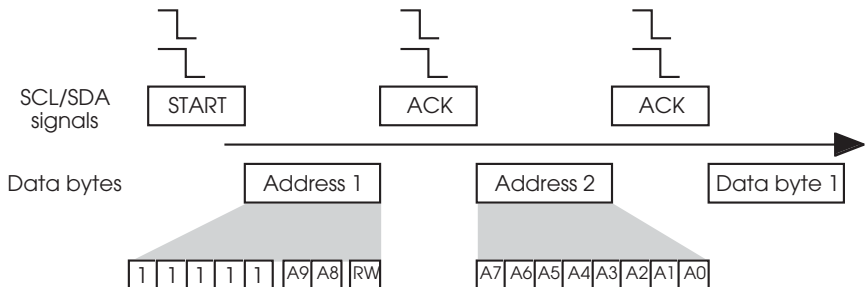 SCL/SDA
signals
START ACK ACK
Data bytes Address 1 Address 2 Data byte 1
1 1 1 1 1 A9 A8 RW A7 A6 A5 A4 A3 A2 A1 A0